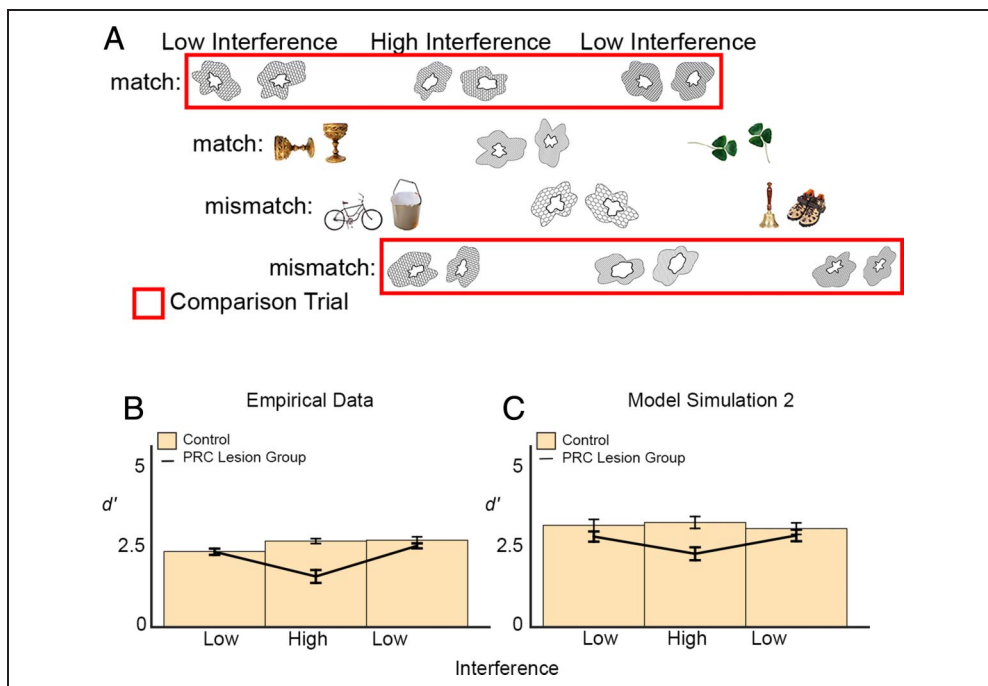 A
Low Interference High Interference Low Interference
match:
match:
mismatch:
mismatch:
Comparison Trial
B Empirical Data
Control
PRC Lesion Group
5
d'
2.5
0
Low High Low
C Model Simulation 2
Control
PRC Lesion Group
5
d'
2.5
0
Low High Low
Interference